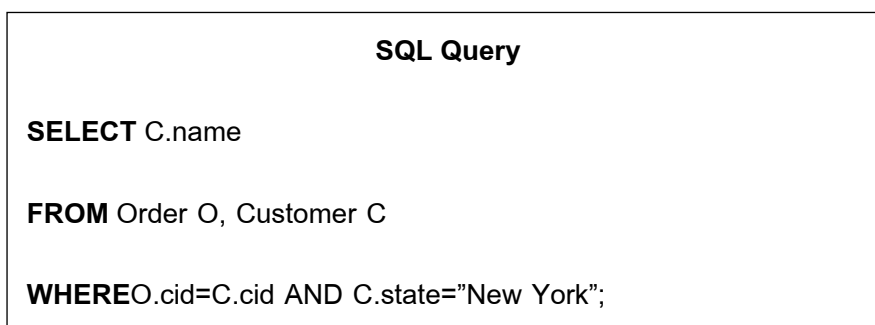 SQL Query
SELECT C.name
FROM Order O, Customer C
WHEREO.cid=C.cid AND C.state=”New York”;